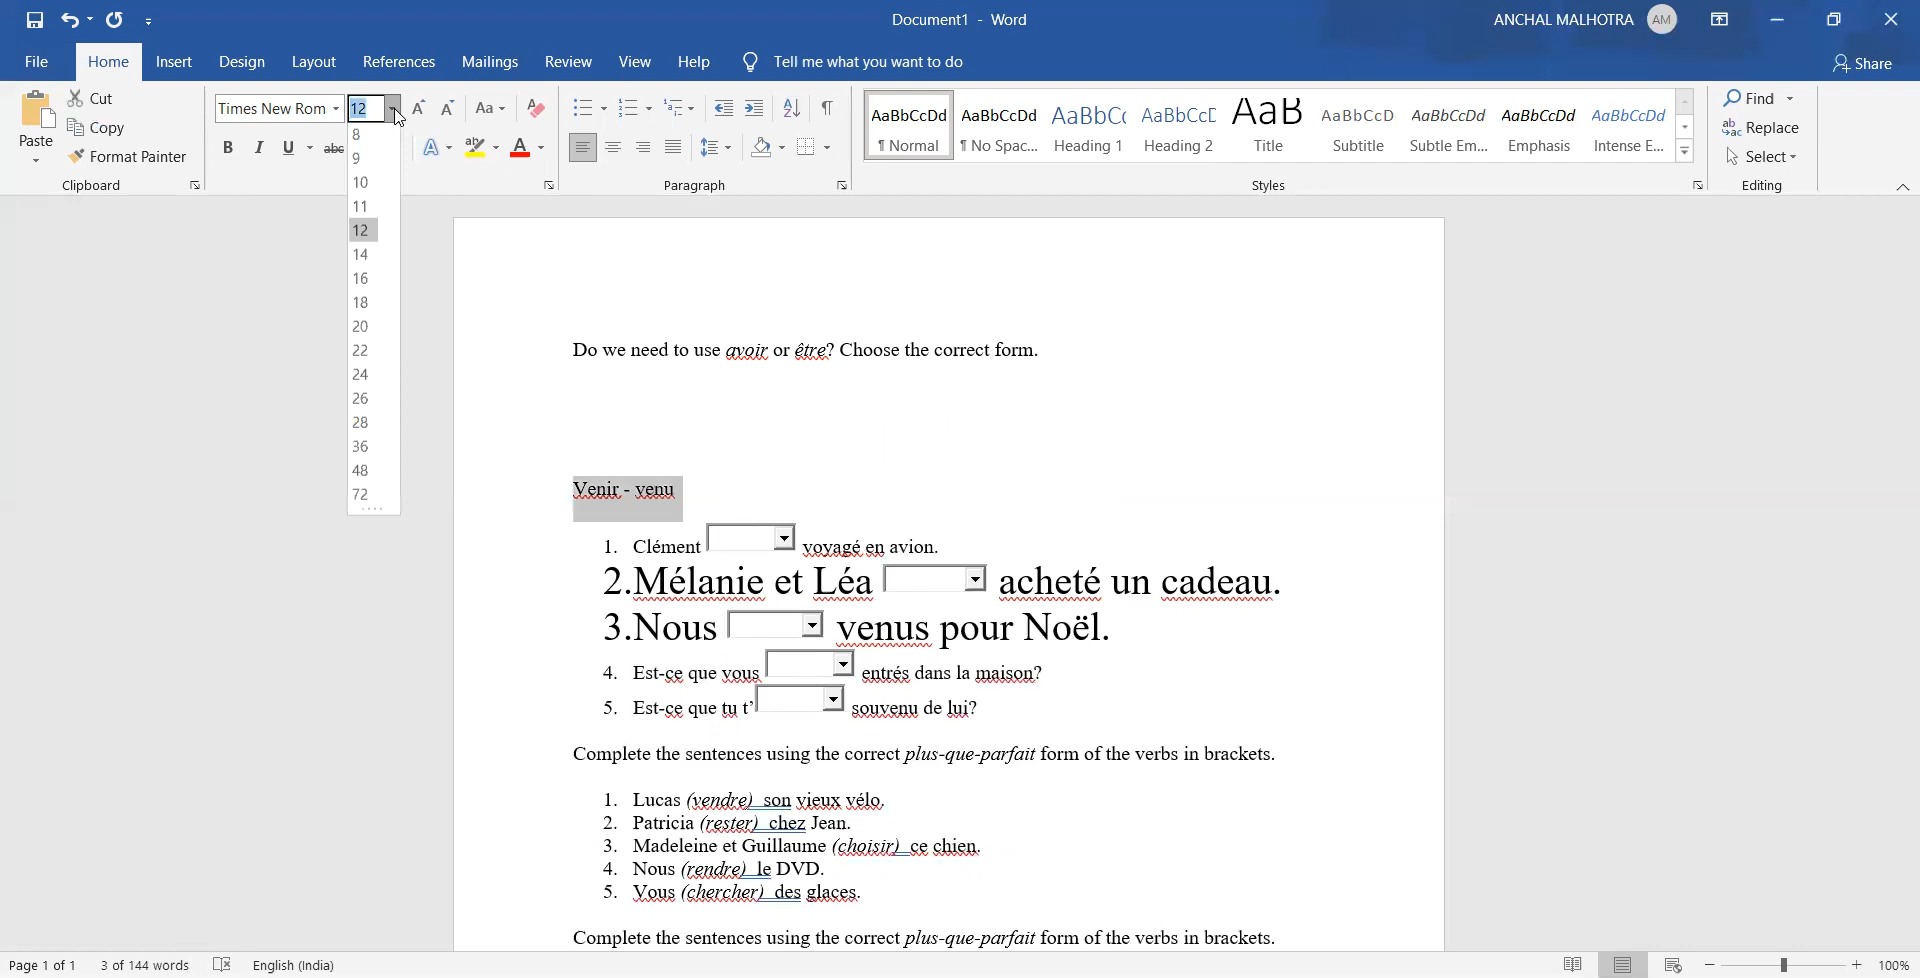 Document1 - Word
ANCHAL MALHOTRA AM
File Home Insert Design Layout References Mailings Review View Help Tell me what you want to do
Share
Paste
Cut
Copy
Format Painter
Clipboard
Times New Rom 12
Aa
B I U abc
8
9
10
11
12
14
16
18
20
22
24
26
28
36
48
72
Paragraph
AaBbCcDd AaBbCcDd AaBbCc AaBbCcC AaB AaBbCcD AaBbCcDd AaBbCcDd AaBbCcDd
¶ Normal ¶ No Spac... Heading 1 Heading 2 Title Subtitle Subtle Em... Emphasis Intense E...
Styles
Find
Replace
Select
Editing
Do we need to use avoir or être? Choose the correct form.
Venir - venu
1. Clément voyagé en avion.
2.Mélanie et Léa acheté un cadeau.
3.Nous venus pour Noël.
4. Est-ce que vous entrés dans la maison?
5. Est-ce que tu t’ souvenu de lui?
Complete the sentences using the correct plus-que-parfait form of the verbs in brackets.
1. Lucas (vendre) son vieux vélo.
2. Patricia (rester) chez Jean.
3. Madeleine et Guillaume (choisir) ce chien.
4. Nous (rendre) le DVD.
5. Vous (chercher) des glaces.
Complete the sentences using the correct plus-que-parfait form of the verbs in brackets.
Page 1 of 1 3 of 144 words English (India) 100%